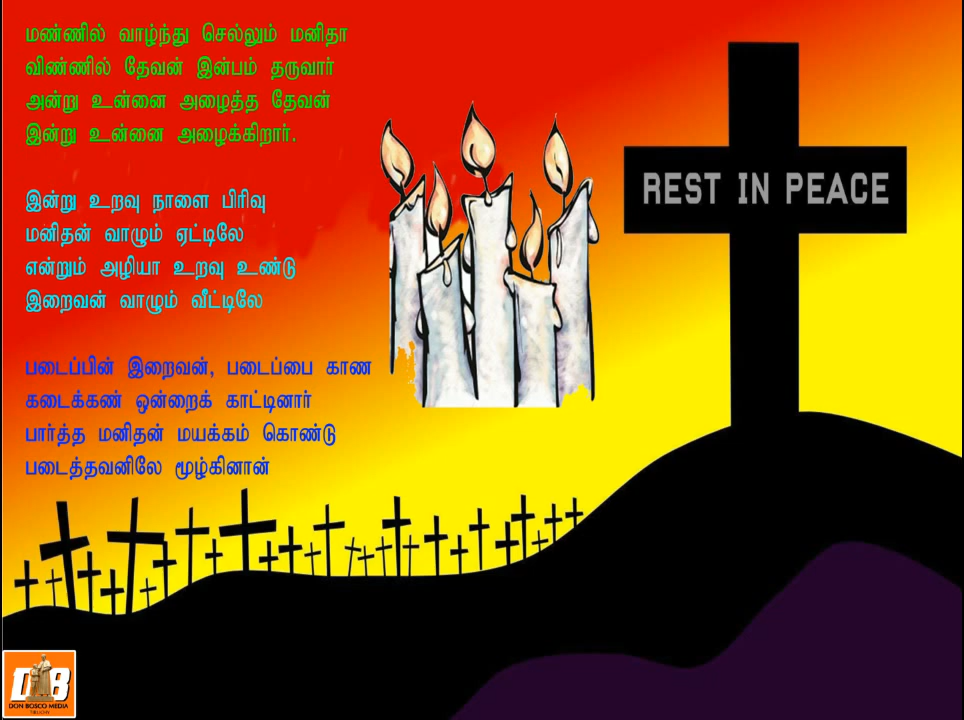 மண்ணில் வாழ்ந்து செல்லும் மனிதா
விண்ணில் தேவன் இன்பம் தருவார்
அன்று உன்னை அழைத்த தேவன்
இன்று உன்னை அழைக்கிறார்.
இன்று உறவு நாளை பிரிவு
மனிதன் வாழும் ஏட்டிலே
என்றும் அழியா உறவு உண்டு
இறைவன் வாழும் வீட்டிலே
படைப்பின் இறைவன், படைப்பை காண
கடைக்கண் ஒன்றைக் காட்டினார்
பார்த்த மனிதன் மயக்கம் கொண்டு
படைத்தவனிலே மூழ்கினான்
REST IN PEACE
DB
DON BOSCO MEDIA